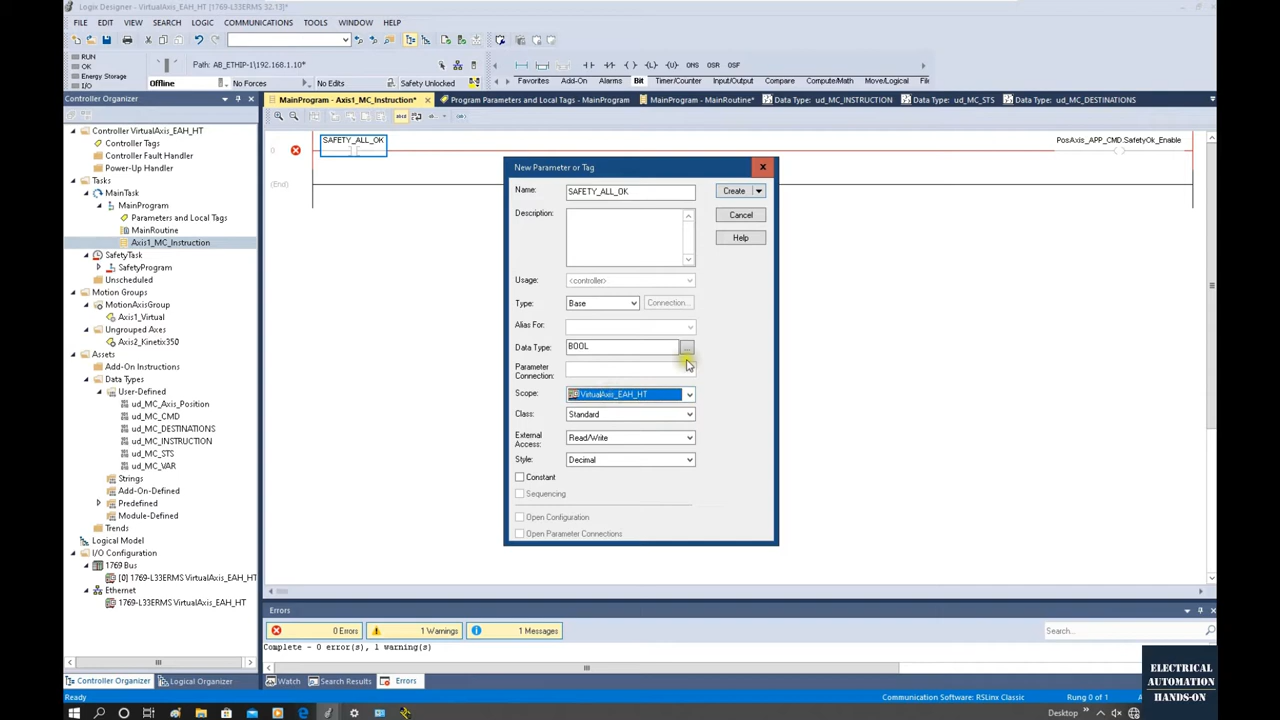 Logix Designer - VirtualAxis_EAH_HT [1769-L33ERMS 32.13]*
FILE EDIT VIEW SEARCH LOGIC COMMUNICATIONS TOOLS WINDOW HELP
RUN
OK
Energy Storage
I/O
Path: AB_ETHIP-1\192.168.1.10*
Offline No Forces No Edits Safety Unlocked
ONS OSR OSF
Favorites Add-On Alarms Bit Timer/Counter Input/Output Compare Compute/Math Move/Logical File
Controller Organizer
MainProgram - Axis1_MC_Instruction* Program Parameters and Local Tags - MainProgram MainProgram - MainRoutine* Data Type: ud_MC_INSTRUCTION Data Type: ud_MC_STS Data Type: ud_MC_DESTINATIONS
Controller VirtualAxis_EAH_HT
Controller Tags
Controller Fault Handler
Power-Up Handler
Tasks
MainTask
MainProgram
Parameters and Local Tags
MainRoutine
Axis1_MC_Instruction
SafetyTask
SafetyProgram
Unscheduled
Motion Groups
MotionAxisGroup
Axis1_Virtual
Ungrouped Axes
Axis2_Kinetix350
Assets
Add-On Instructions
Data Types
User-Defined
ud_MC_Axis_Position
ud_MC_CMD
ud_MC_DESTINATIONS
ud_MC_INSTRUCTION
ud_MC_STS
ud_MC_VAR
Strings
Add-On-Defined
Predefined
Module-Defined
Trends
Logical Model
I/O Configuration
1769 Bus
[0] 1769-L33ERMS VirtualAxis_EAH_HT
Ethernet
1769-L33ERMS VirtualAxis_EAH_HT
SAFETY_ALL_OK
PosAxis_APP_CMD.SafetyOk_Enable
0
(End)
New Parameter or Tag
Name: SAFETY_ALL_OK Create
Description: Cancel
Help
Usage: <controller>
Type: Base Connection...
Alias For:
Data Type: BOOL ...
Parameter
Connection:
Scope: VirtualAxis_EAH_HT
Class: Standard
External
Access: Read/Write
Style: Decimal
Constant
Sequencing
Open Configuration
Open Parameter Connections
Errors
0 Errors 1 Warnings 1 Messages Search...
Complete - 0 error(s), 1 warning(s)
Controller Organizer Logical Organizer Watch Search Results Errors
Ready Communication Software: RSLinx Classic Rung 0 of 1
ELECTRICAL
AUTOMATION
HANDS-ON
Desktop